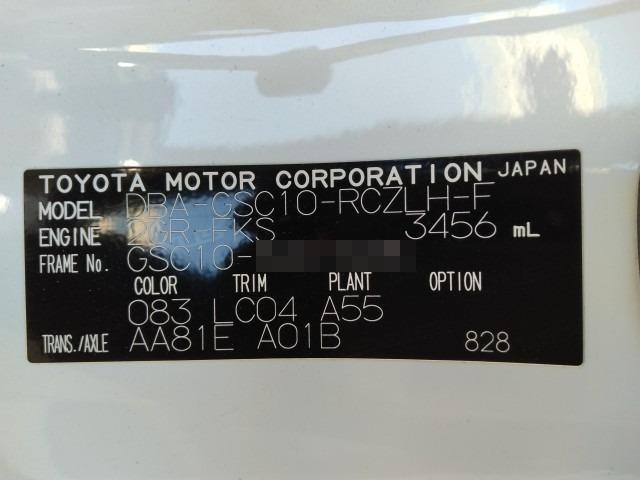 TOYOTA MOTOR CORPORATION JAPAN
MODEL DBA-GSC10-RCZLH-F
ENGINE 2GR-FKS 3456 mL
FRAME No. GSC10-
COLOR TRIM PLANT OPTION
083 LC04 A55
TRANS./AXLE AA81E A01B 828